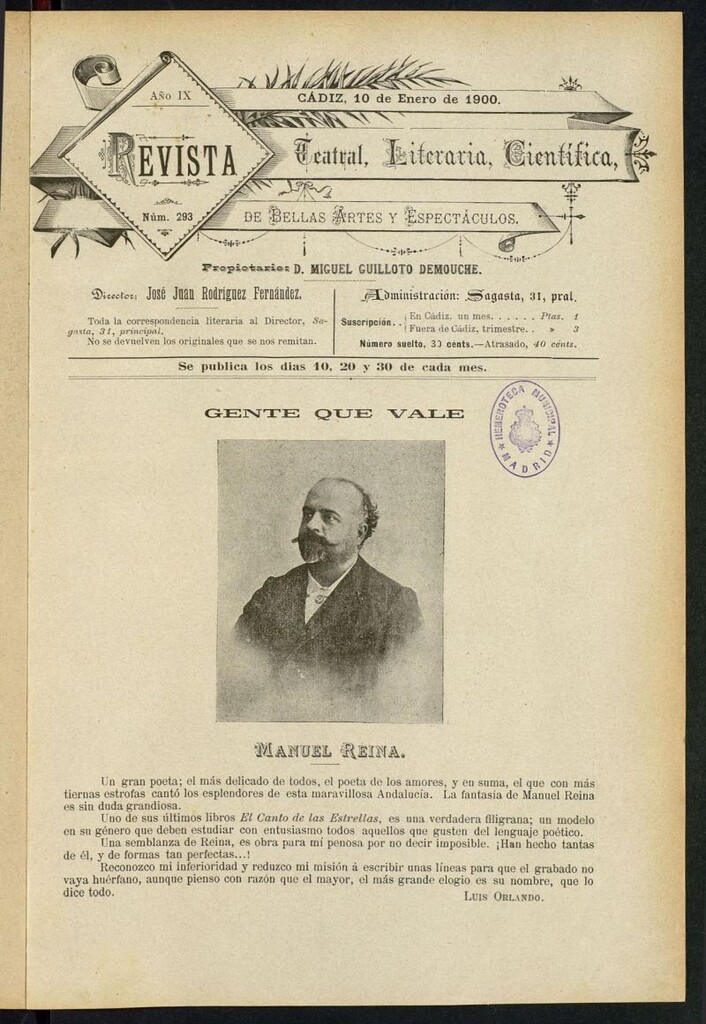 Año IX
CÁDIZ, 10 de Enero de 1900.
REVISTA
Teatral, Literaria, Científica,
Núm. 293
DE BELLAS ARTES Y ESPECTÁCULOS.
Propietario: D. MIGUEL GUILLOTO DEMOUCHE.
Director: José Juan Rodríguez Fernández.
Toda la correspondencia literaria al Director, Sa-
gasta, 31, principal.
No se devuelven los originales que se nos remitan.
Administración: Sagasta, 31, pral.
Suscripción..
En Cádiz, un mes. . . . . . Ptas. 1
Fuera de Cádiz, trimestre. . » 3
Número suelto, 30 cents.—Atrasado, 40 cénts.
Se publica los dias 10, 20 y 30 de cada mes.
GENTE QUE VALE
HEMEROTECA MUNICIPAL
MADRID
MANUEL REINA.
Un gran poeta; el más delicado de todos, el poeta de los amores, y en suma, el que con más
tiernas estrofas cantó los esplendores de esta maravillosa Andalucía. La fantasia de Manuel Reina
es sin duda grandiosa.
Uno de sus últimos libros El Canto de las Estrellas, es una verdadera filigrana; un modelo
en su género que deben estudiar con entusiasmo todos aquellos que gusten del lenguaje poético.
Una semblanza de Reina, es obra para mí penosa por no decir imposible. ¡Han hecho tantas
de él, y de formas tan perfectas...!
Reconozco mi inferioridad y reduzco mi misión á escribir unas líneas para que el grabado no
vaya huérfano, aunque pienso con razón que el mayor, el más grande elogio es su nombre, que lo
dice todo.
LUIS ORLANDO.